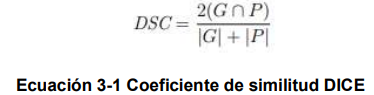 DSC = 2(G ∩ P) / |G| + |P|
Ecuación 3-1 Coeficiente de similitud DICE